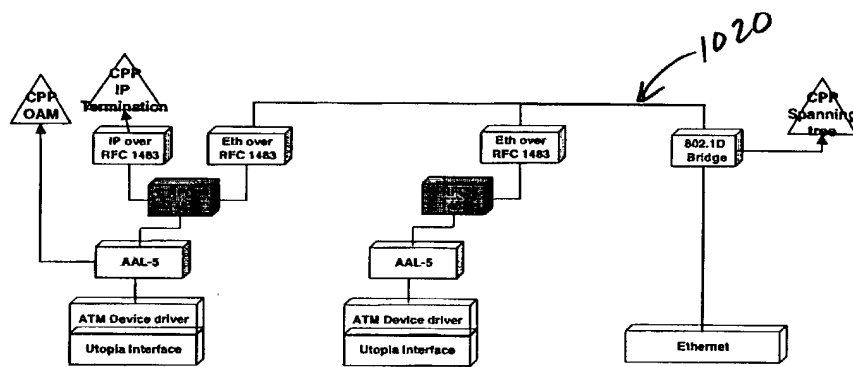 1020
CPP
OAM
CPP
IP
Termination
CPP
Spanning
tree
IP over
RFC 1483
Eth over
RFC 1483
Eth over
RFC 1483
802.1D
Bridge
AAL-5
AAL-5
ATM Device driver
Utopia Interface
ATM Device driver
Utopia Interface
Ethernet